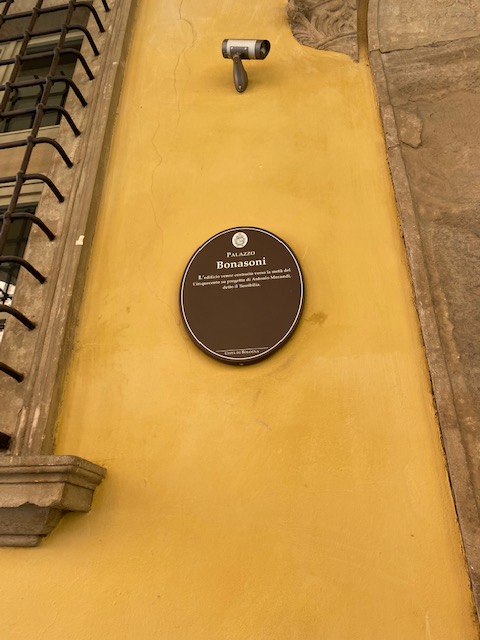 PALAZZO
Bonasoni
L'edificio venne costruito verso la metà del
Cinquecento su progetto di Antonio Morandi,
detto il Terribilia.
CITTÀ DI BOLOGNA